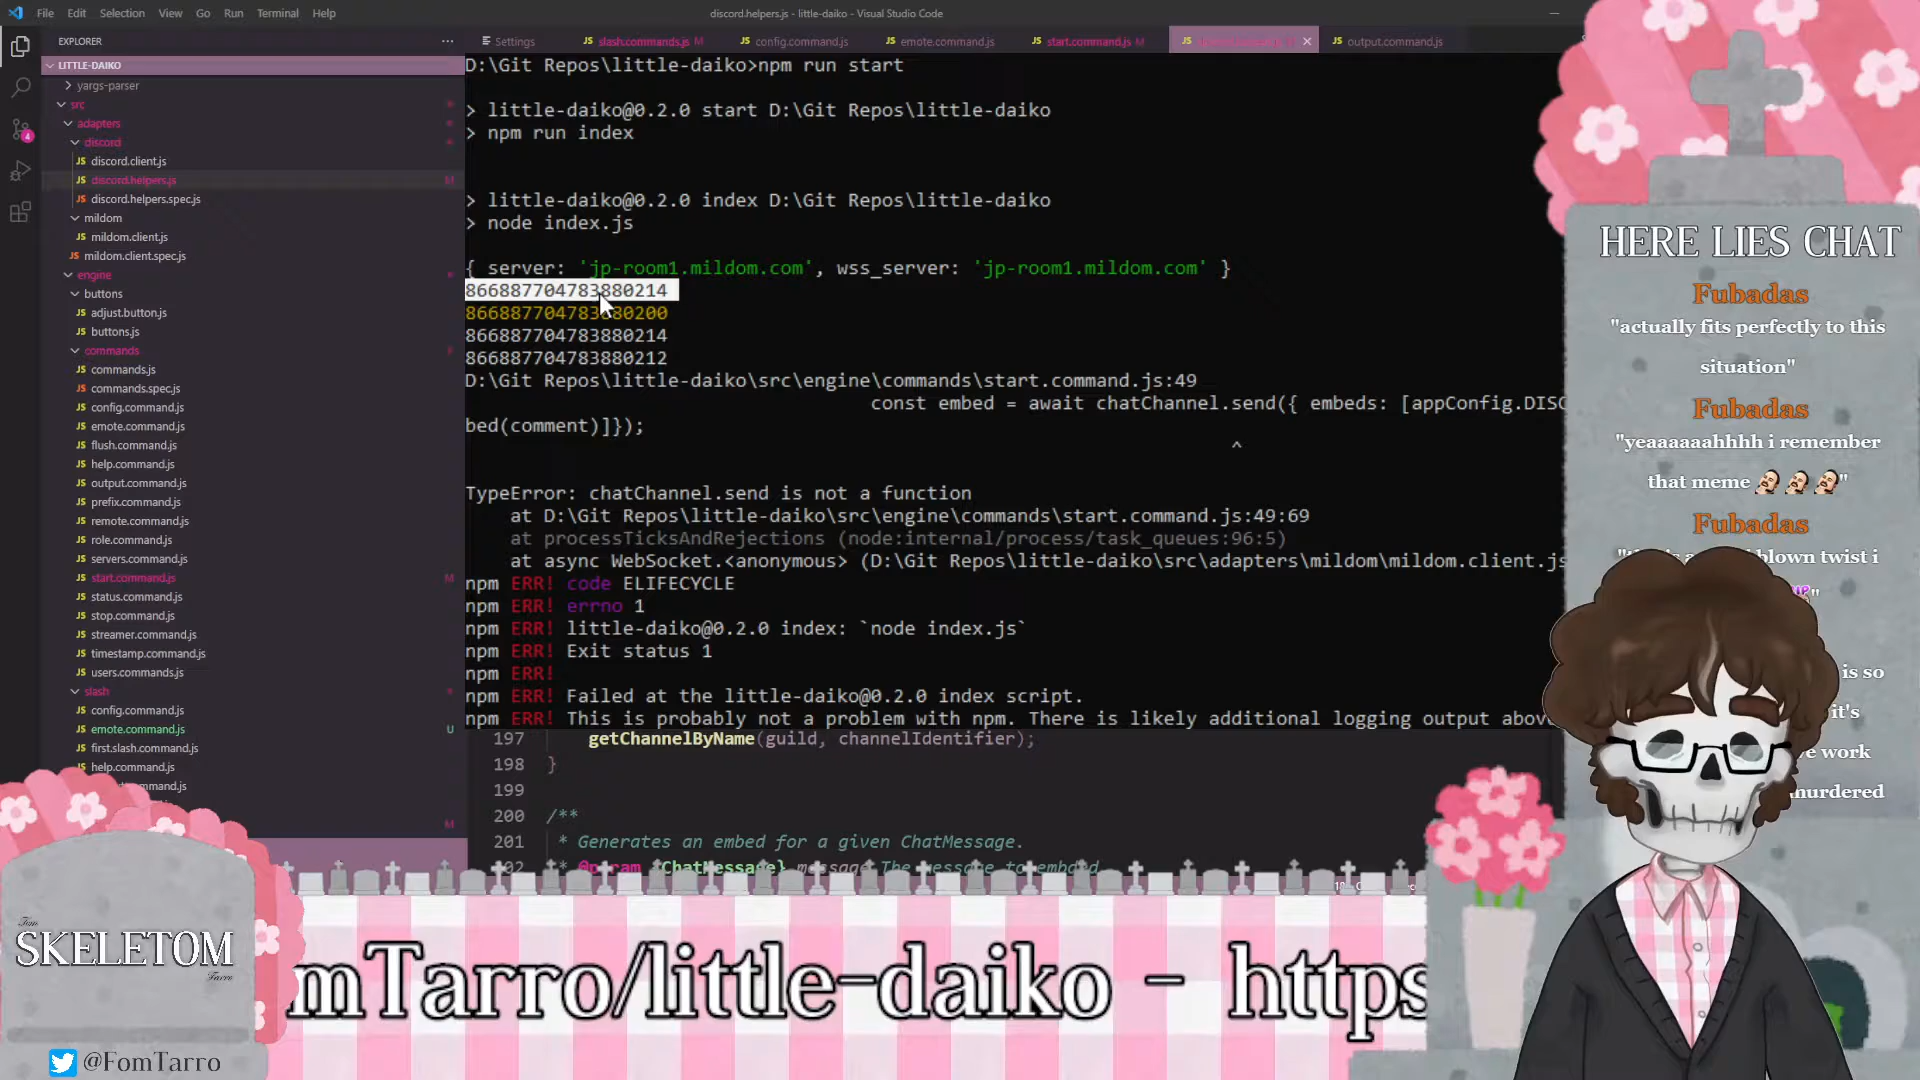 File Edit Selection View Go Run Terminal Help
discord.helpers.js - little-daiko - Visual Studio Code
EXPLORER
Settings
slash.commands.js M
config.command.js
emote.command.js
start.command.js M
output.command.js
LITTLE-DAIKO
yargs-parser
src
adapters
discord
discord.client.js
discord.helpers.js M
discord.helpers.spec.js
mildom
mildom.client.js
mildom.client.spec.js
engine
buttons
adjust.button.js
buttons.js
commands
commands.js
commands.spec.js
config.command.js
emote.command.js
flush.command.js
help.command.js
output.command.js
prefix.command.js
remote.command.js
role.command.js
servers.command.js
start.command.js M
status.command.js
stop.command.js
streamer.command.js
timestamp.command.js
users.command.js
slash
config.command.js
emote.command.js U
first.slash.command.js
help.command.js
M
4
D:\Git Repos\little-daiko>npm run start
> little-daiko@0.2.0 start D:\Git Repos\little-daiko
> npm run index
> little-daiko@0.2.0 index D:\Git Repos\little-daiko
> node index.js
{ server: 'jp-room1.mildom.com', wss_server: 'jp-room1.mildom.com' }
866887704783880214
866887704783880200
866887704783880214
866887704783880212
D:\Git Repos\little-daiko\src\engine\commands\start.command.js:49
const embed = await chatChannel.send({ embeds: [appConfig.DISC
bed(comment)]});
^
TypeError: chatChannel.send is not a function
at D:\Git Repos\little-daiko\src\engine\commands\start.command.js:49:69
at processTicksAndRejections (node:internal/process/task_queues:96:5)
at async WebSocket.<anonymous> (D:\Git Repos\little-daiko\src\adapters\mildom\mildom.client.js
npm ERR! code ELIFECYCLE
npm ERR! errno 1
npm ERR! little-daiko@0.2.0 index: `node index.js`
npm ERR! Exit status 1
npm ERR!
npm ERR! Failed at the little-daiko@0.2.0 index script.
npm ERR! This is probably not a problem with npm. There is likely additional logging output above
197 getChannelByName(guild, channelIdentifier);
198 }
199
200 /**
201 * Generates an embed for a given ChatMessage.
HERE LIES CHAT
Fubadas
"actually fits perfectly to this
situation"
Fubadas
"yeaaaaaahhhh i remember
that meme
Fubadas
blown twist i
is so
it's
work
murdered
Tom
SKELETOM
Tarro
mTarro/little-daiko - https
@FomTarro